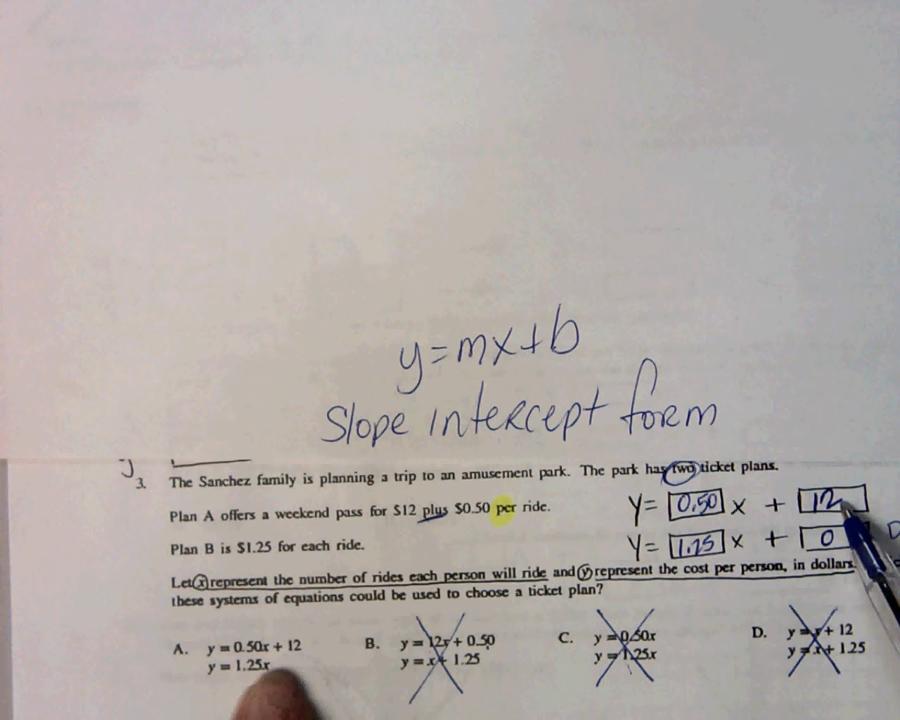 y=mx+b
Slope intercept form
3. The Sanchez family is planning a trip to an amusement park. The park has two ticket plans.
Plan A offers a weekend pass for $12 plus $0.50 per ride. Y= 0.50 x + 12
Plan B is $1.25 for each ride. Y= 1.25 x + 0
Let x represent the number of rides each person will ride and y represent the cost per person, in dollars.
these systems of equations could be used to choose a ticket plan?
A. y = 0.50x + 12 B. y = 12x + 0.50 C. y = 0.50x D. y = x + 12
y = 1.25x y = x + 1.25 y = 1.25x y = x + 1.25